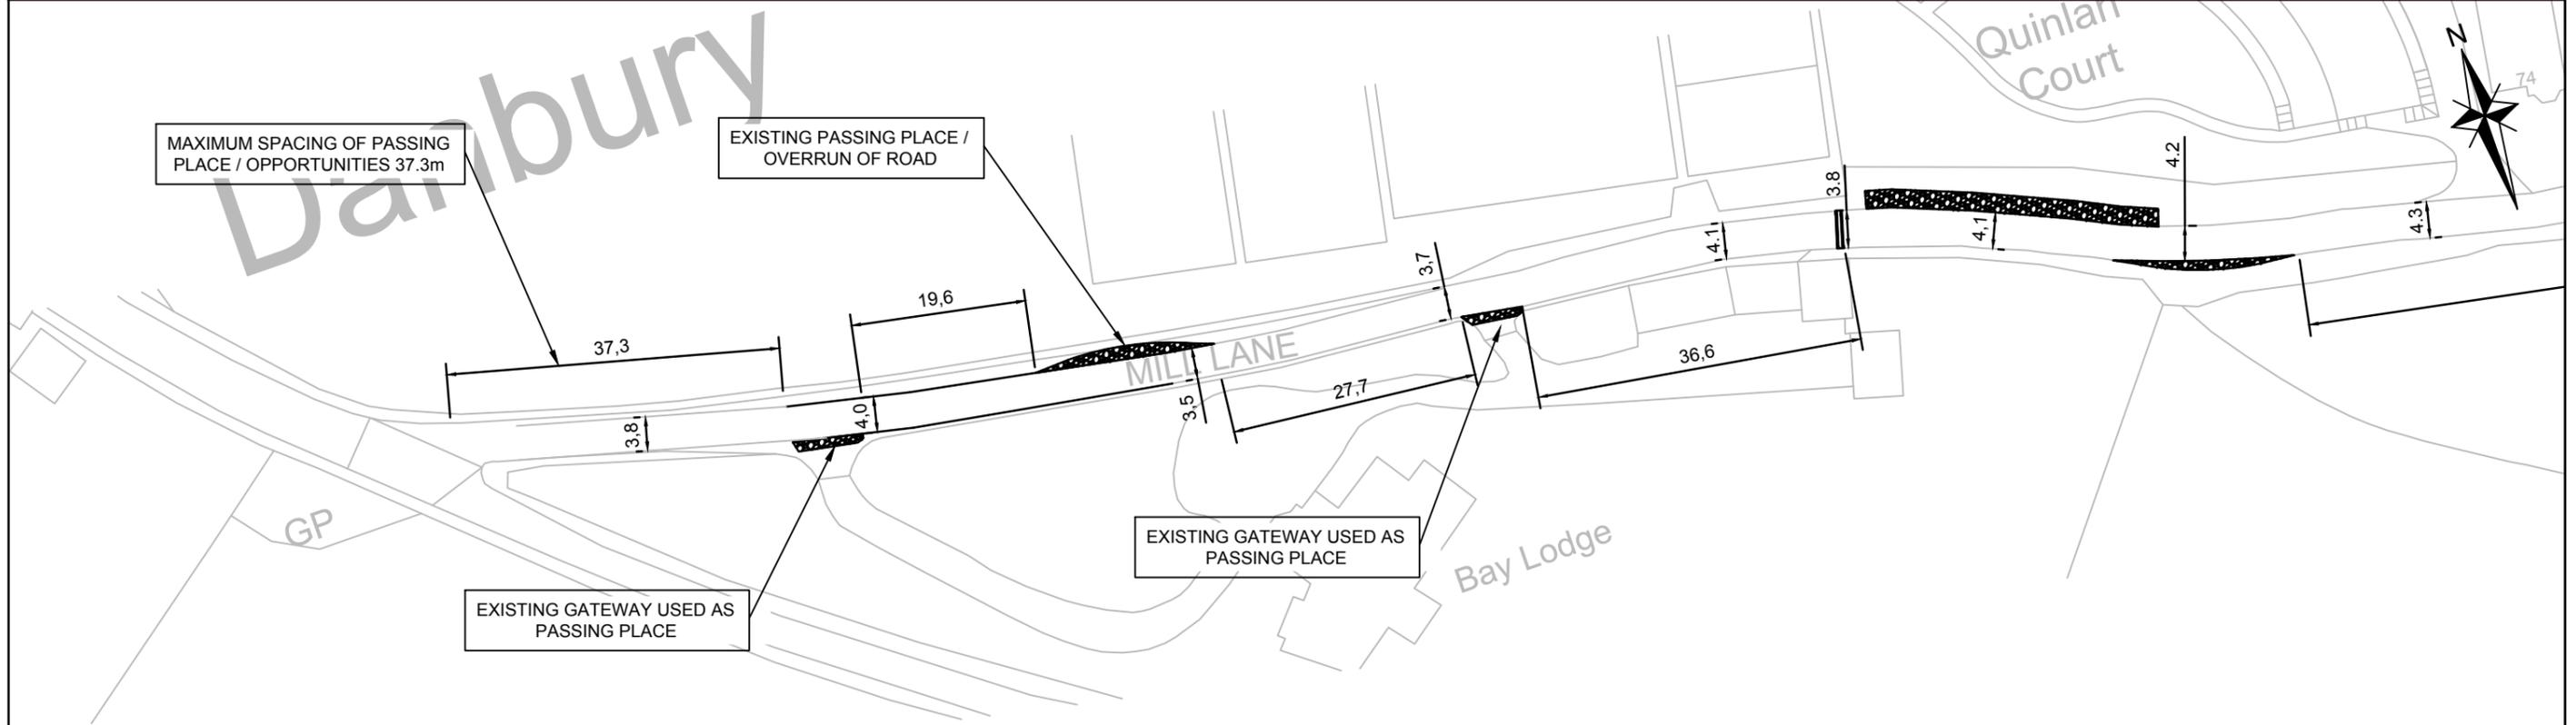 Danbury
Quinlan
Court
N
74
MAXIMUM SPACING OF PASSING
PLACE / OPPORTUNITIES 37.3m
EXISTING PASSING PLACE /
OVERRUN OF ROAD
4.2
3.8
4.3
4,1
4.1
3,7
19,6
37,3
MILL LANE
36,6
27,7
3,5
4,0
3,8
GP
EXISTING GATEWAY USED AS
PASSING PLACE
Bay Lodge
EXISTING GATEWAY USED AS
PASSING PLACE